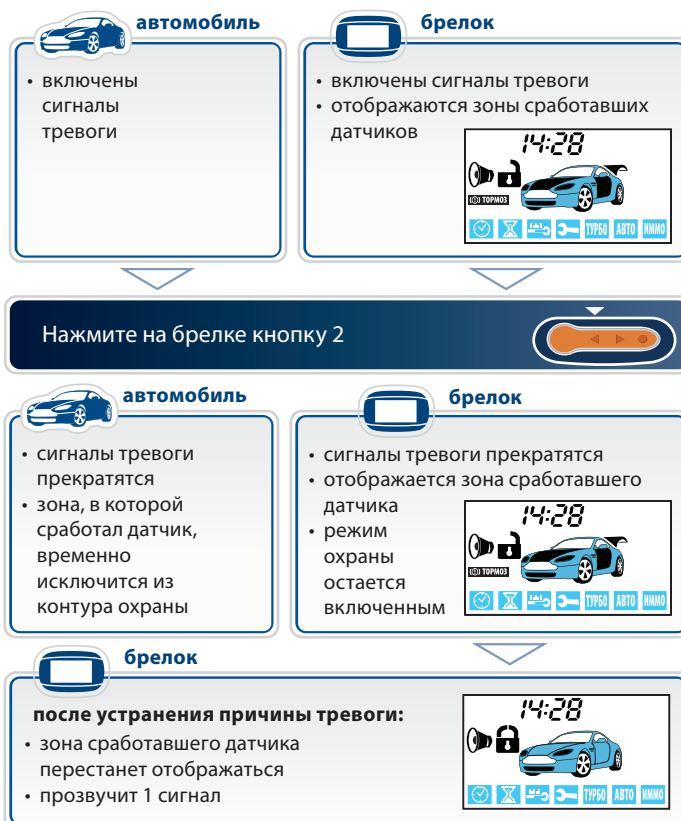 автомобиль
• включены
сигналы
тревоги
брелок
• включены сигналы тревоги
• отображаются зоны сработавших
датчиков
14:28
ТОРМОЗ
ТУРБО АВТО ИММО
Нажмите на брелке кнопку 2
автомобиль
• сигналы тревоги
прекратятся
• зона, в которой
сработал датчик,
временно
исключится из
контура охраны
брелок
• сигналы тревоги прекратятся
• отображается зона сработавшего
датчика
• режим
охраны
остается
включенным
14:28
ТОРМОЗ
ТУРБО АВТО ИММО
брелок
после устранения причины тревоги:
• зона сработавшего датчика
перестанет отображаться
• прозвучит 1 сигнал
14:28
ТУРБО АВТО ИММО